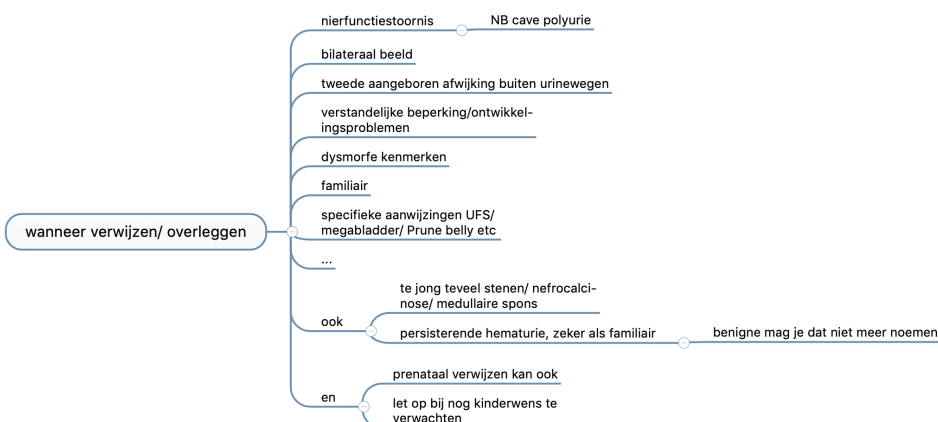 nierfunctiestoornis
NB cave polyurie
bilateraal beeld
tweede aangeboren afwijking buiten urinewegen
verstandelijke beperking/ontwikkel-
ingsproblemen
dysmorfe kenmerken
familiair
wanneer verwijzen/ overleggen
specifieke aanwijzingen UFS/
megabladder/ Prune belly etc
...
ook
te jong teveel stenen/ nefrocalci-
nose/ medullaire spons
persisterende hematurie, zeker als familiair
benigne mag je dat niet meer noemen
en
prenataal verwijzen kan ook
let op bij nog kinderwens te
verwachten